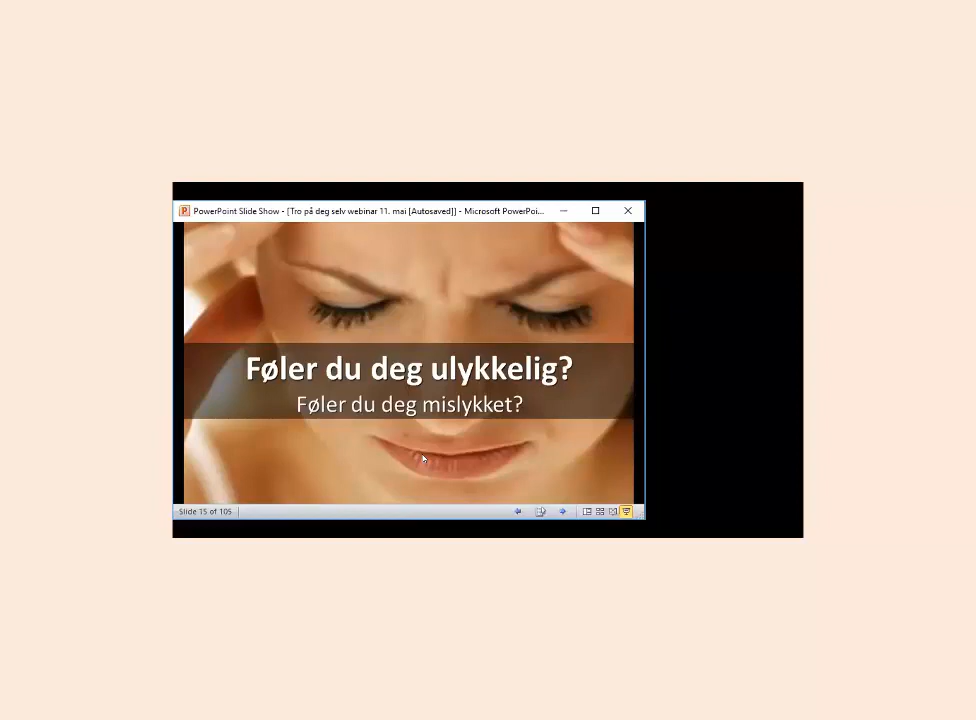 PowerPoint Slide Show - [Tro på deg selv webinar 11. mai [Autosaved]] - Microsoft PowerPoi...
Føler du deg ulykkelig?
Føler du deg mislykket?
Slide 15 of 105